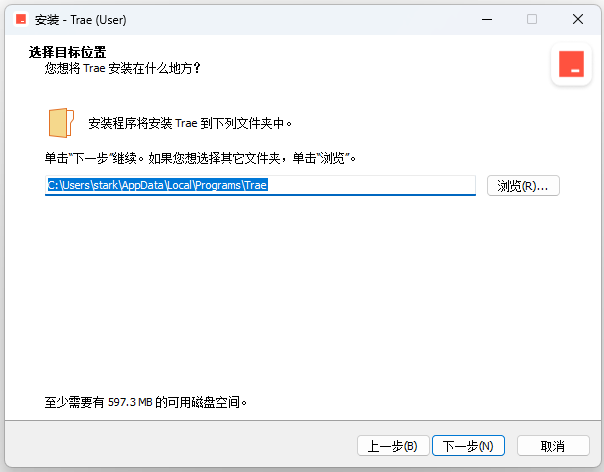 安装 - Trae (User)
选择目标位置
您想将 Trae 安装在什么地方？
安装程序将安装 Trae 到下列文件夹中。
单击“下一步”继续。如果您想选择其它文件夹，单击“浏览”。
C:\Users\stark\AppData\Local\Programs\Trae
浏览(R)...
至少需要有 597.3 MB 的可用磁盘空间。
上一步(B) 下一步(N) 取消